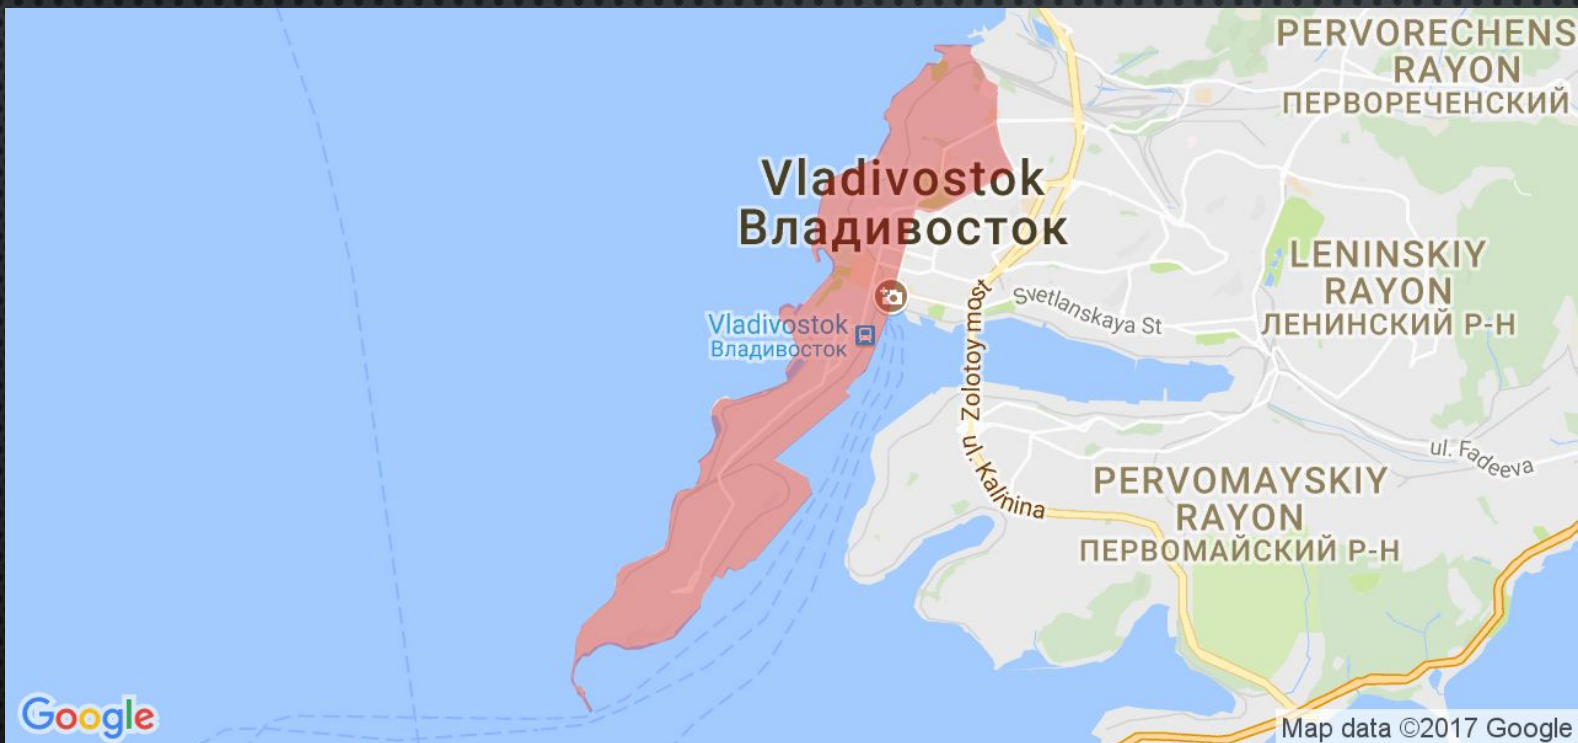 PERVORECHENS
RAYON
ПЕРВОРЕЧЕНСКИЙ
Vladivostok
Владивосток
LENINSKIY
RAYON
ЛЕНИНСКИЙ Р-Н
Svetlanskaya St
Zolotoy most
Vladivostok
Владивосток
ul. Kalinina
ul. Fadeeva
PERVOMAYSKIY
RAYON
ПЕРВОМАЙСКИЙ Р-Н
Google
Map data ©2017 Google